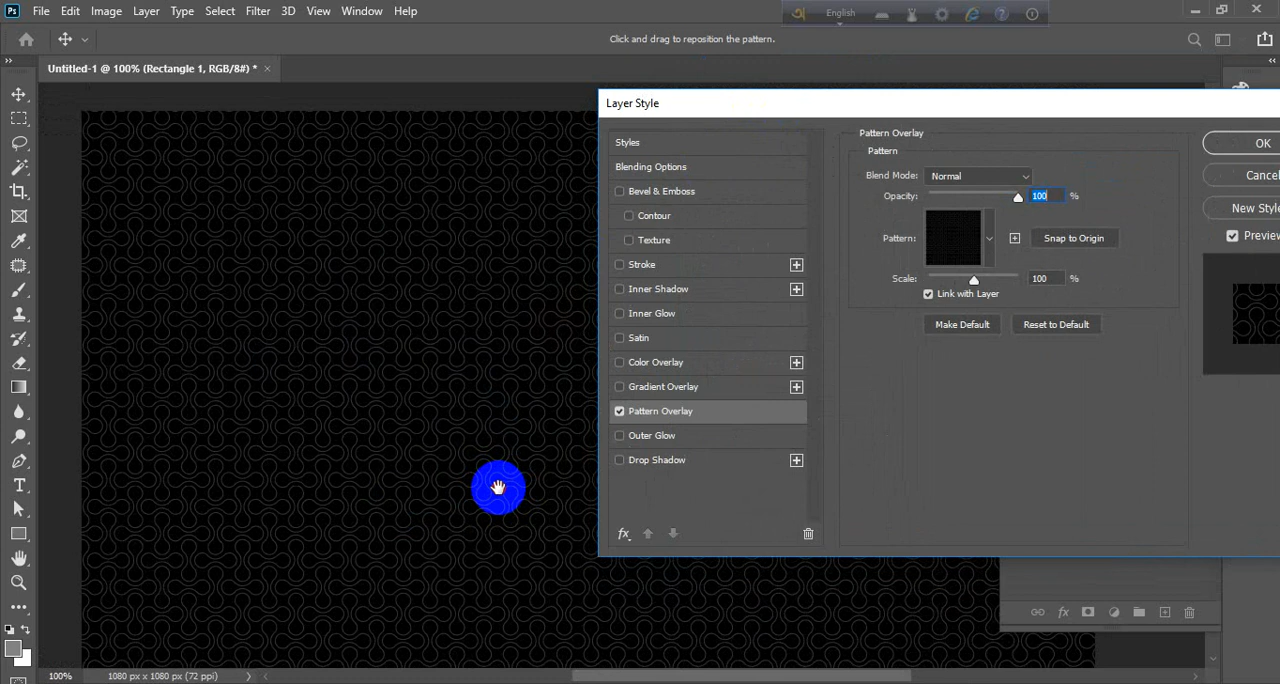 Ps File Edit Image Layer Type Select Filter 3D View Window Help
অ English
Click and drag to reposition the pattern.
Untitled-1 @ 100% (Rectangle 1, RGB/8#) * ×
Layer Style
Styles
Blending Options
Bevel & Emboss
Contour
Texture
Stroke
Inner Shadow
Inner Glow
Satin
Color Overlay
Gradient Overlay
Pattern Overlay
Outer Glow
Drop Shadow
fx
Pattern Overlay
Pattern
Blend Mode: Normal
Opacity: 100 %
Pattern: Snap to Origin
Scale: 100 %
Link with Layer
Make Default Reset to Default
OK
Cancel
New Style
Preview
fx
100% 1080 px x 1080 px (72 ppi)